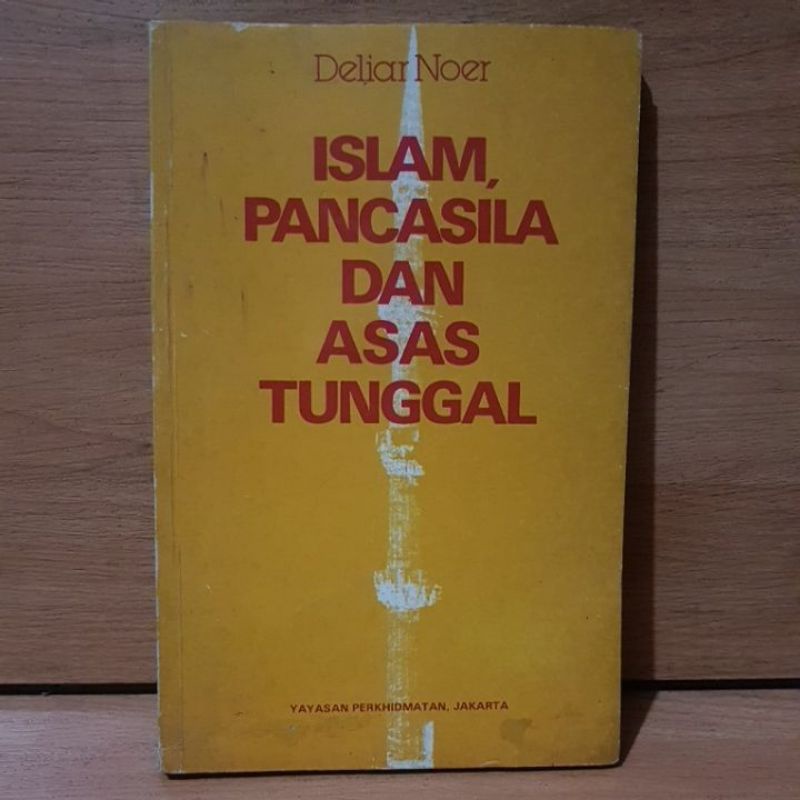 Deliar Noer
ISLAM,
PANCASILA
DAN
ASAS
TUNGGAL
YAYASAN PERKHIDMATAN, JAKARTA